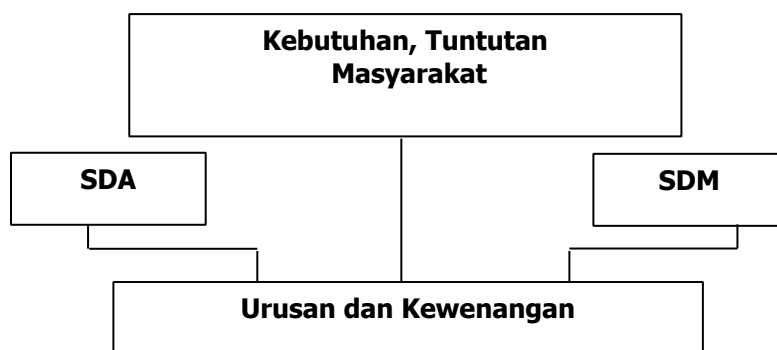 Kebutuhan, Tuntutan
Masyarakat
SDA
SDM
Urusan dan Kewenangan